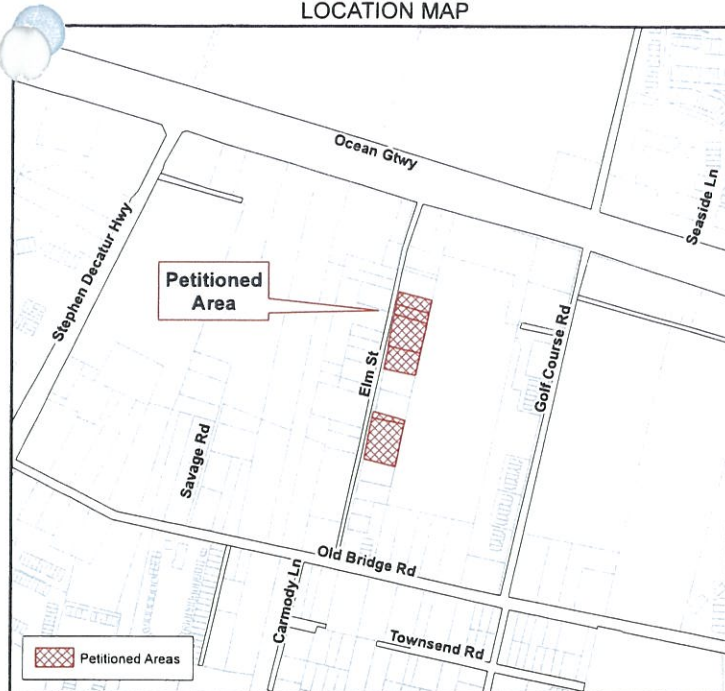 LOCATION MAP
Ocean Gtwy
Seaside Ln
Stephen Decatur Hwy
Petitioned
Area
Elm St
Golf Course Rd
Savage Rd
Old Bridge Rd
Carmody Ln
Townsend Rd
Petitioned Areas